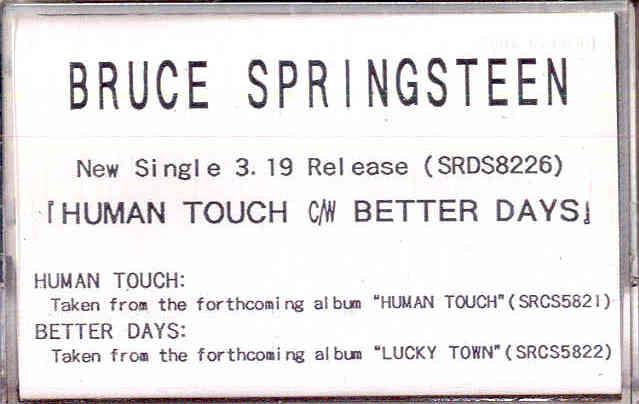 BRUCE SPRINGSTEEN
New Single 3.19 Release (SRDS8226)
『HUMAN TOUCH C/W BETTER DAYS』
HUMAN TOUCH:
Taken from the forthcoming album "HUMAN TOUCH"(SRCS5821)
BETTER DAYS:
Taken from the forthcoming album "LUCKY TOWN"(SRCS5822)